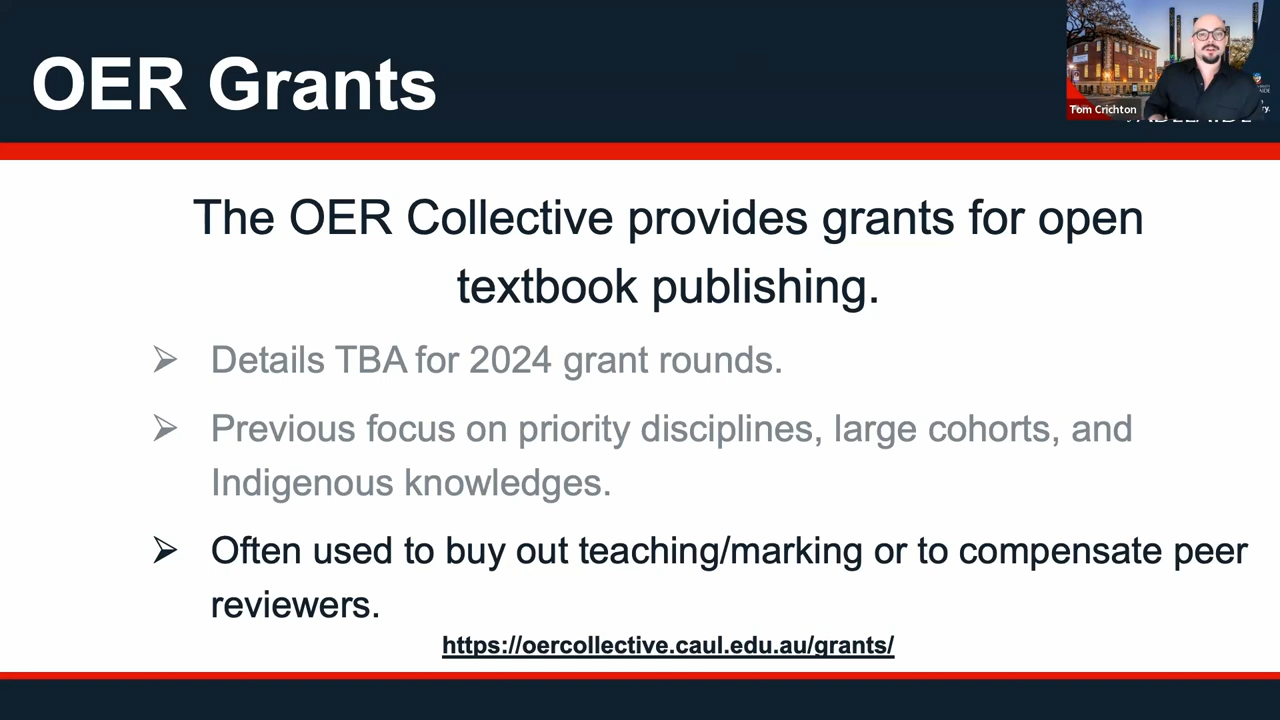 OER Grants
Tom Crichton
The OER Collective provides grants for open
textbook publishing.
➢ Details TBA for 2024 grant rounds.
➢ Previous focus on priority disciplines, large cohorts, and
Indigenous knowledges.
➢ Often used to buy out teaching/marking or to compensate peer
reviewers.
https://oercollective.caul.edu.au/grants/